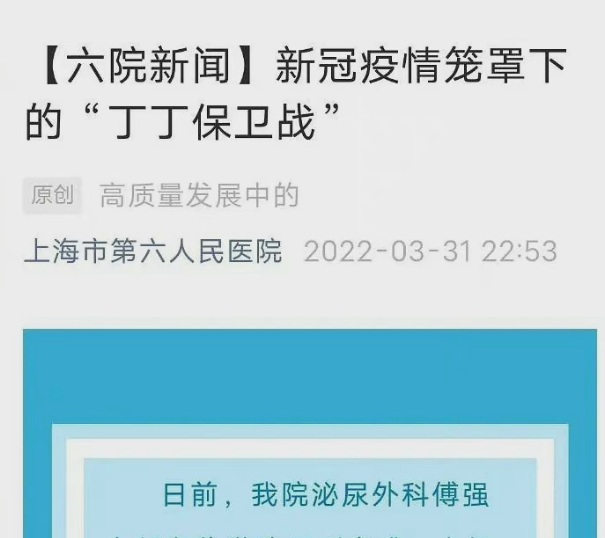 【六院新闻】新冠疫情笼罩下
的“丁丁保卫战”
原创 高质量发展中的
上海市第六人民医院 2022-03-31 22:53
日前，我院泌尿外科傅强